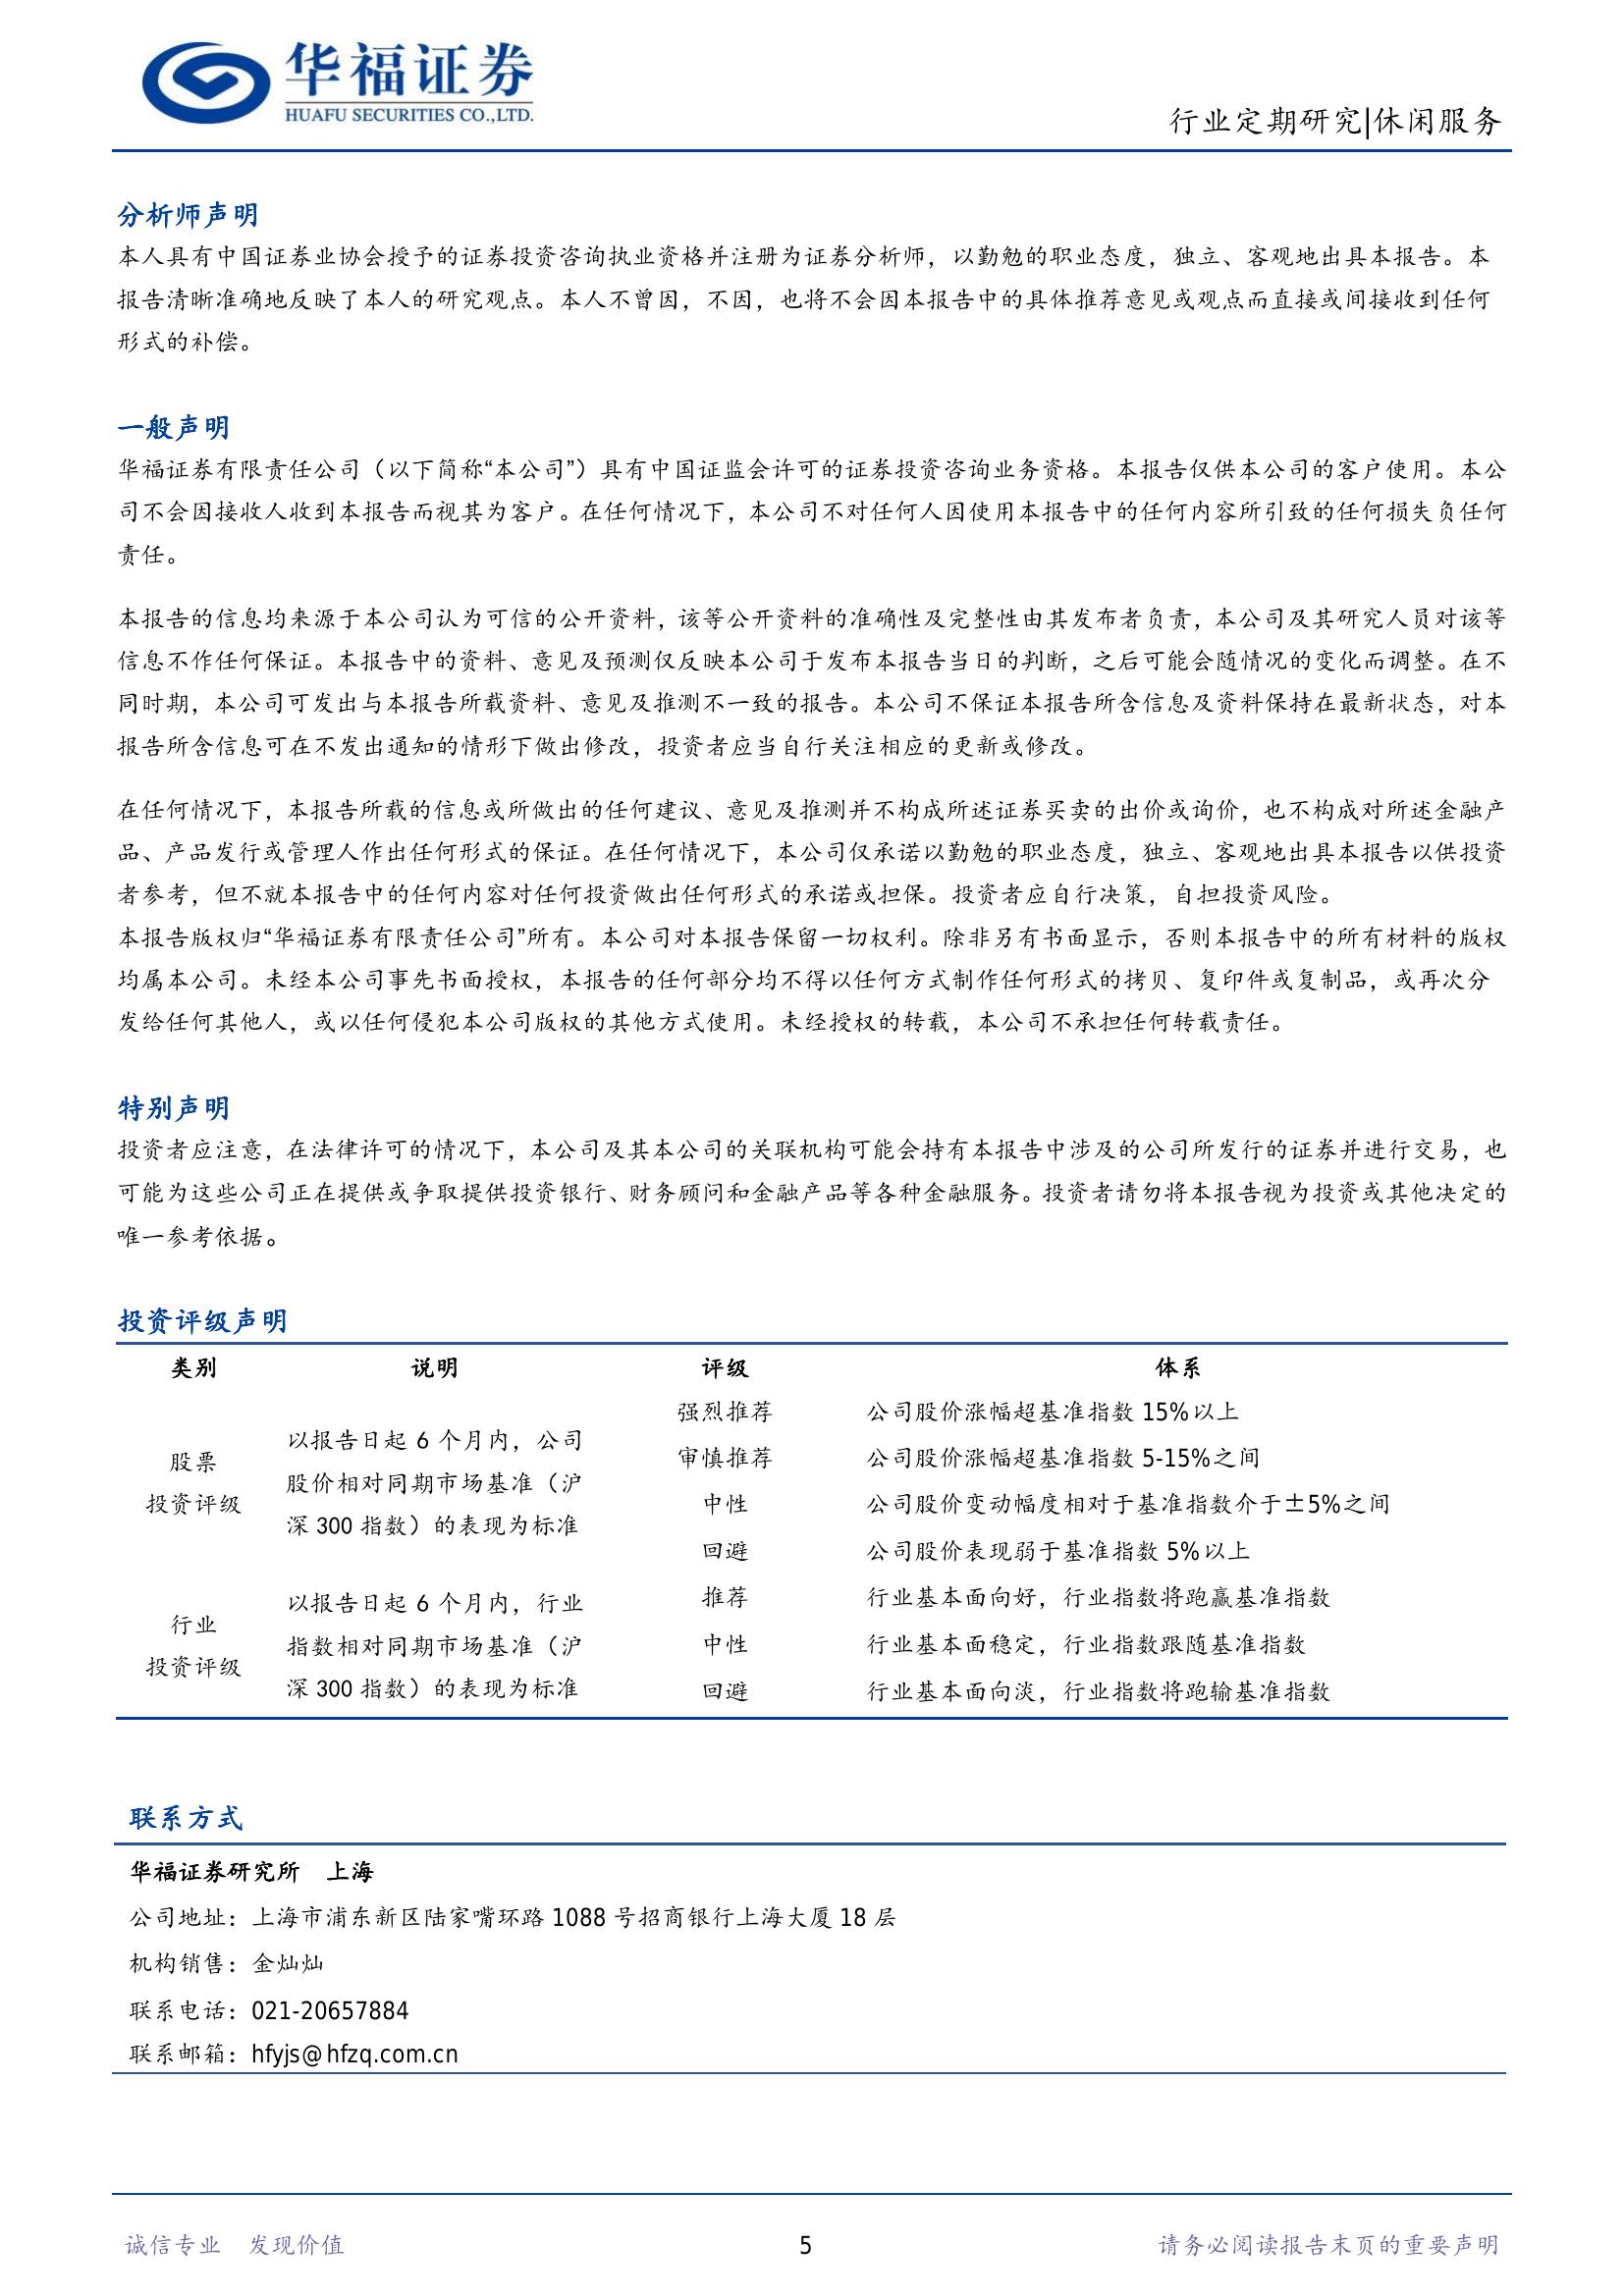 华福证券
HUAFU SECURITIES CO.,LTD.
行业定期研究|休闲服务
分析师声明
本人具有中国证券业协会授予的证券投资咨询执业资格并注册为证券分析师，以勤勉的职业态度，独立、客观地出具本报告。本
报告清晰准确地反映了本人的研究观点。本人不曾因，不因，也将不会因本报告中的具体推荐意见或观点而直接或间接收到任何
形式的补偿。
一般声明
华福证券有限责任公司（以下简称“本公司”）具有中国证监会许可的证券投资咨询业务资格。本报告仅供本公司的客户使用。本公
司不会因接收人收到本报告而视其为客户。在任何情况下，本公司不对任何人因使用本报告中的任何内容所引致的任何损失负任何
责任。
本报告的信息均来源于本公司认为可信的公开资料，该等公开资料的准确性及完整性由其发布者负责，本公司及其研究人员对该等
信息不作任何保证。本报告中的资料、意见及预测仅反映本公司于发布本报告当日的判断，之后可能会随情况的变化而调整。在不
同时期，本公司可发出与本报告所载资料、意见及推测不一致的报告。本公司不保证本报告所含信息及资料保持在最新状态，对本
报告所含信息可在不发出通知的情形下做出修改，投资者应当自行关注相应的更新或修改。
在任何情况下，本报告所载的信息或所做出的任何建议、意见及推测并不构成所述证券买卖的出价或询价，也不构成对所述金融产
品、产品发行或管理人作出任何形式的保证。在任何情况下，本公司仅承诺以勤勉的职业态度，独立、客观地出具本报告以供投资
者参考，但不就本报告中的任何内容对任何投资做出任何形式的承诺或担保。投资者应自行决策，自担投资风险。
本报告版权归“华福证券有限责任公司”所有。本公司对本报告保留一切权利。除非另有书面显示，否则本报告中的所有材料的版权
均属本公司。未经本公司事先书面授权，本报告的任何部分均不得以任何方式制作任何形式的拷贝、复印件或复制品，或再次分
发给任何其他人，或以任何侵犯本公司版权的其他方式使用。未经授权的转载，本公司不承担任何转载责任。
特别声明
投资者应注意，在法律许可的情况下，本公司及其本公司的关联机构可能会持有本报告中涉及的公司所发行的证券并进行交易，也
可能为这些公司正在提供或争取提供投资银行、财务顾问和金融产品等各种金融服务。投资者请勿将本报告视为投资或其他决定的
唯一参考依据。
投资评级声明
类别 说明 评级 体系
股票
投资评级
以报告日起 6 个月内，公司
股价相对同期市场基准（沪
深 300 指数）的表现为标准
强烈推荐 公司股价涨幅超基准指数 15%以上
审慎推荐 公司股价涨幅超基准指数 5-15%之间
中性 公司股价变动幅度相对于基准指数介于±5%之间
回避 公司股价表现弱于基准指数 5%以上
行业
投资评级
以报告日起 6 个月内，行业
指数相对同期市场基准（沪
深 300 指数）的表现为标准
推荐 行业基本面向好，行业指数将跑赢基准指数
中性 行业基本面稳定，行业指数跟随基准指数
回避 行业基本面向淡，行业指数将跑输基准指数
联系方式
华福证券研究所 上海
公司地址：上海市浦东新区陆家嘴环路 1088 号招商银行上海大厦 18 层
机构销售：金灿灿
联系电话：021-20657884
联系邮箱：hfyjs@hfzq.com.cn
诚信专业 发现价值 5 请务必阅读报告末页的重要声明